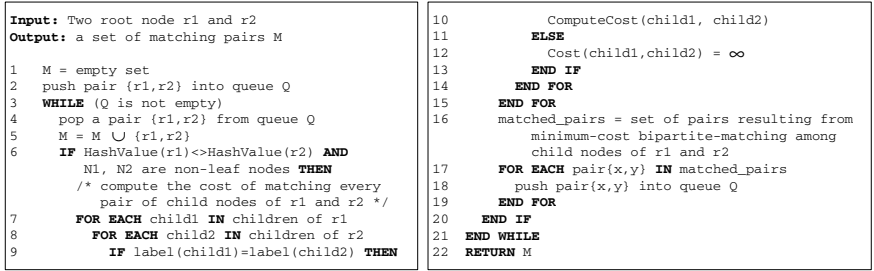 Input: Two root node r1 and r2
Output: a set of matching pairs M
1 M = empty set
2 push pair {r1,r2} into queue Q
3 WHILE (Q is not empty)
4 pop a pair {r1,r2} from queue Q
5 M = M ∪ {r1,r2}
6 IF HashValue(r1)<>HashValue(r2) AND
N1, N2 are non-leaf nodes THEN
/* compute the cost of matching every
pair of child nodes of r1 and r2 */
7 FOR EACH child1 IN children of r1
8 FOR EACH child2 IN children of r2
9 IF label(child1)=label(child2) THEN
10 ComputeCost(child1, child2)
11 ELSE
12 Cost(child1,child2) = ∞
13 END IF
14 END FOR
15 END FOR
16 matched_pairs = set of pairs resulting from
minimum-cost bipartite-matching among
child nodes of r1 and r2
17 FOR EACH pair{x,y} IN matched_pairs
18 push pair{x,y} into queue Q
19 END FOR
20 END IF
21 END WHILE
22 RETURN M